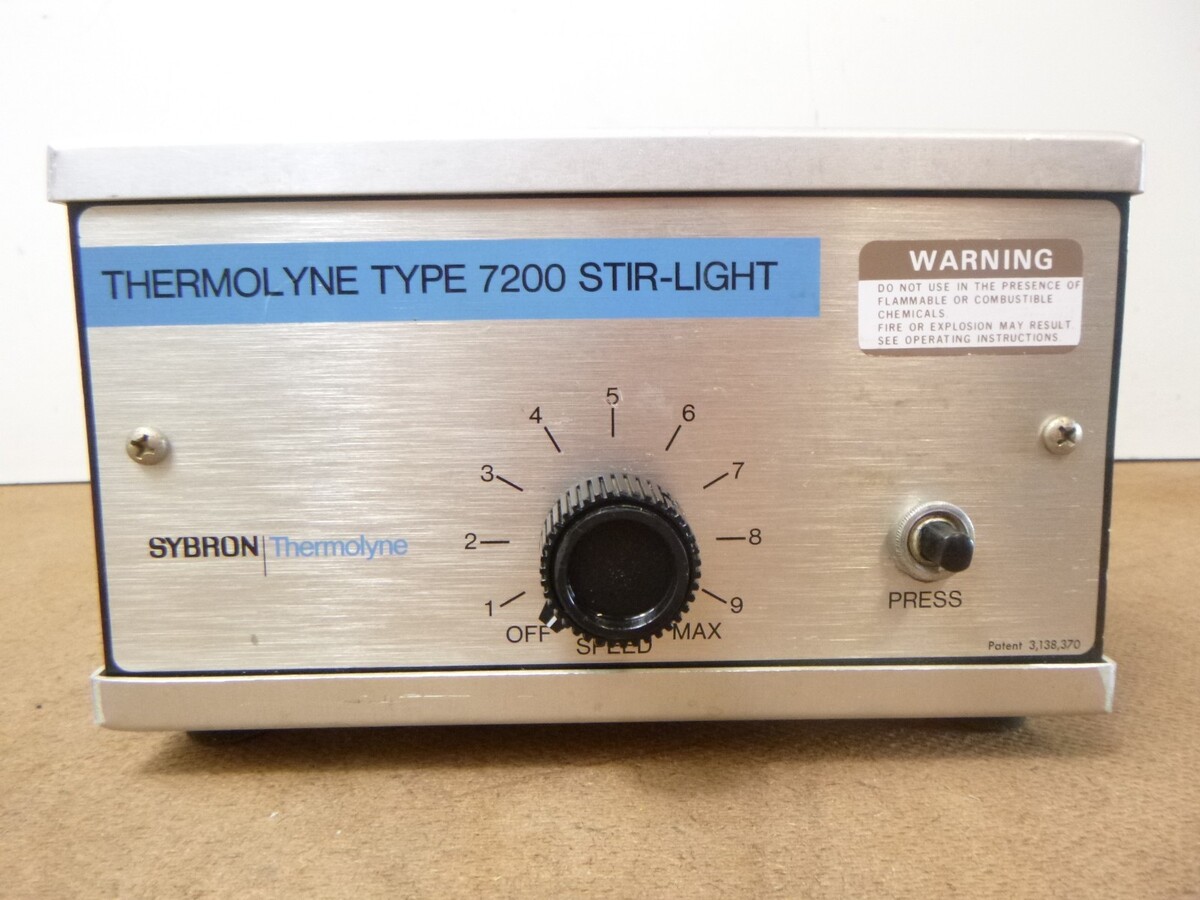 THERMOLYNE TYPE 7200 STIR-LIGHT
WARNING
DO NOT USE IN THE PRESENCE OF
FLAMMABLE OR COMBUSTIBLE
CHEMICALS.
FIRE OR EXPLOSION MAY RESULT.
SEE OPERATING INSTRUCTIONS.
5
4
6
3
7
2
8
1
9
OFF
MAX
SPEED
SYBRON | Thermolyne
PRESS
Patent 3,138,370